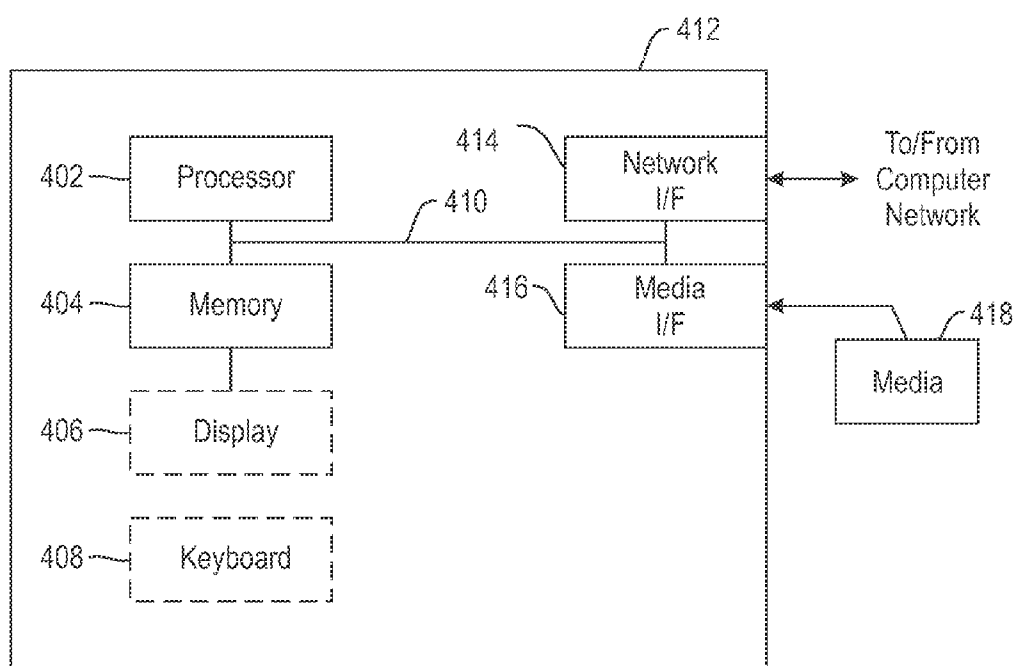 412
402
Processor
414
Network
I/F
To/From
Computer
Network
410
404
Memory
416
Media
I/F
418
Media
406
Display
408
Keyboard